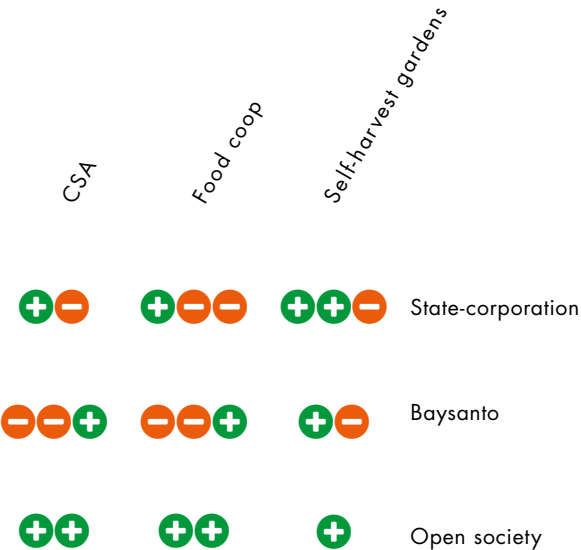 CSA
Food coop
Self-harvest gardens
+ - + - - + + - State-corporation
- - + - - + + - Baysanto
+ + + + + Open society